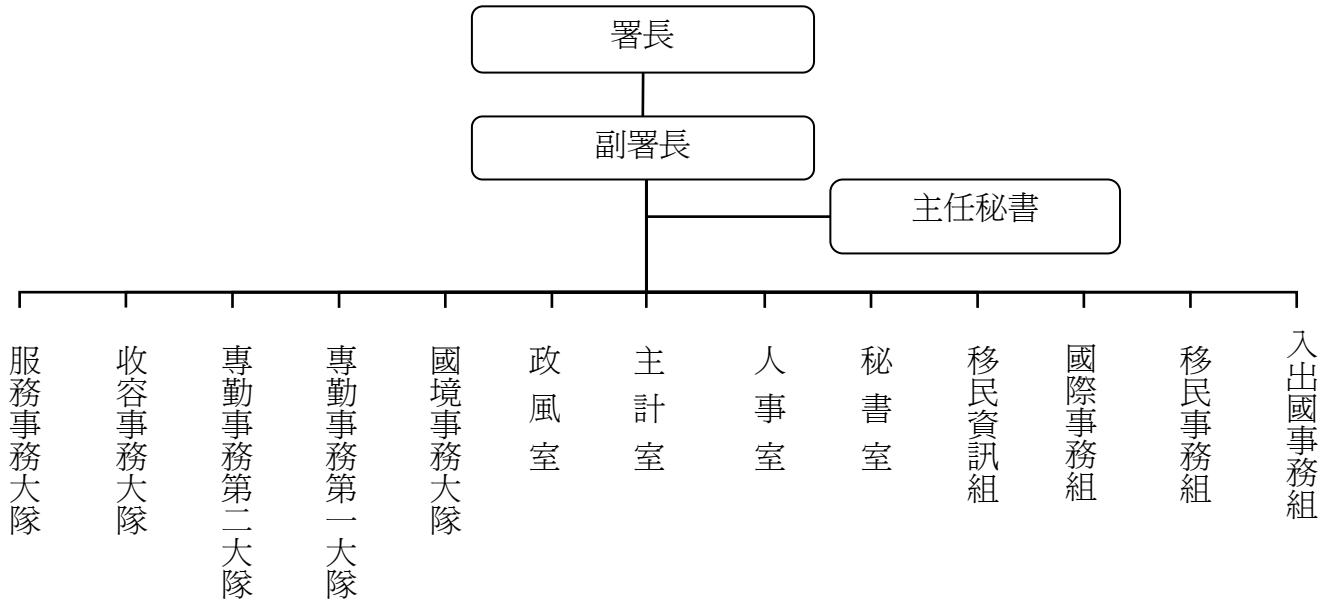 署長
副署長
主任秘書
入出國事務組
移民事務組
國際事務組
移民資訊組
秘書室
人事室
主計室
政風室
國境事務大隊
專勤事務第一大隊
專勤事務第二大隊
收容事務大隊
服務事務大隊